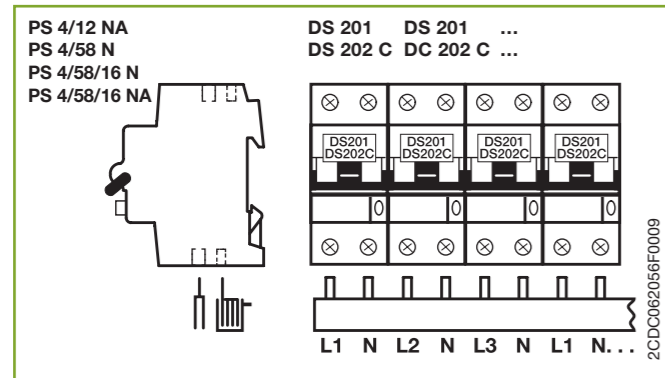 PS 4/12 NA
PS 4/58 N
PS 4/58/16 N
PS 4/58/16 NA
DS 201 DS 201 ...
DS 202 C DC 202 C ...
DS201 DS201 DS201 DS201
DS202C DS202C DS202C DS202C
0 0 0 0
L1 N L2 N L3 N L1 N...
2CDC062056F0009